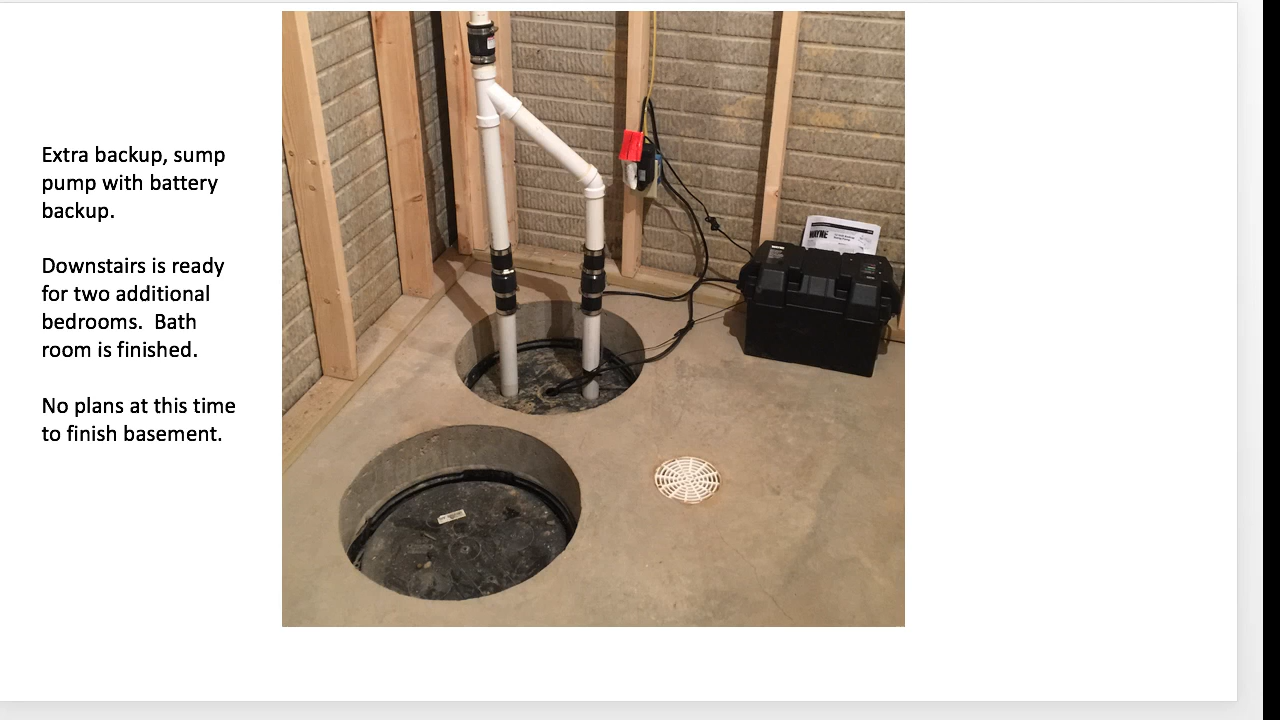 Extra backup, sump
pump with battery
backup.
Downstairs is ready
for two additional
bedrooms.  Bath
room is finished.
No plans at this time
to finish basement.
WAYNE